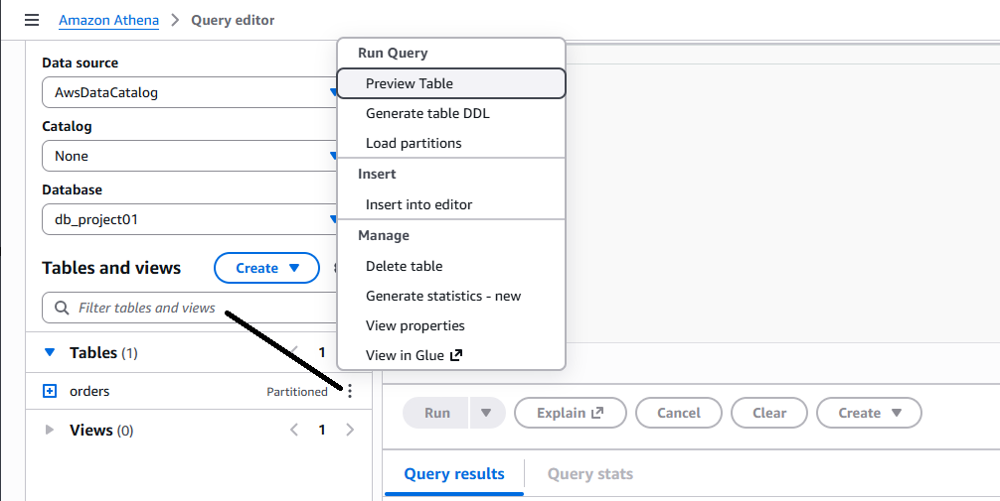 Amazon Athena > Query editor
Data source
AwsDataCatalog
Catalog
None
Database
db_project01
Tables and views
Create
Filter tables and views
Tables (1)
1
orders
Partitioned
Views (0)
1
Run Query
Preview Table
Generate table DDL
Load partitions
Insert
Insert into editor
Manage
Delete table
Generate statistics - new
View properties
View in Glue
Run
Explain
Cancel
Clear
Create
Query results
Query stats